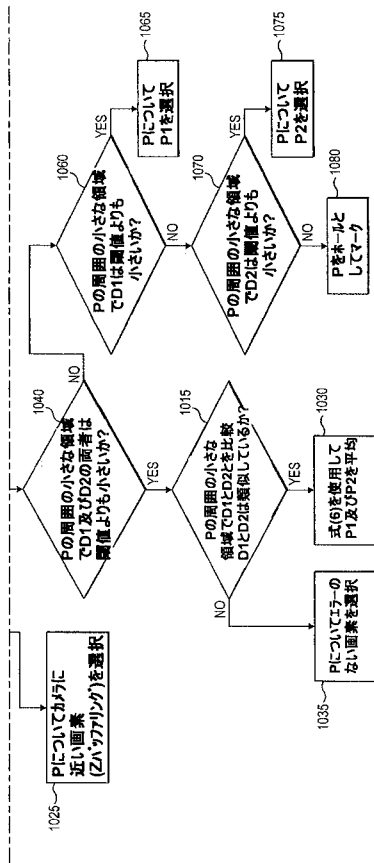 1025
Pについてカメラに
近い画素
(Zバッファリング)を選択
1040
Pの周囲の小さな領域
でD1及びD2の両者は
閾値よりも小さいか?
NO
YES
1060
Pの周囲の小さな領域
でD1は閾値よりも
小さいか?
YES
NO
1065
Pについて
P1を選択
1015
Pの周囲の小さな
領域でD1とD2とを比較
D1とD2は類似しているか?
NO
YES
1070
Pの周囲の小さな領域
でD2は閾値よりも
小さいか?
YES
NO
1075
Pについて
P2を選択
1035
Pについてエラーの
ない画素を選択
1030
式(6)を使用して
P1及びP2を平均
1080
Pをホールと
してマーク